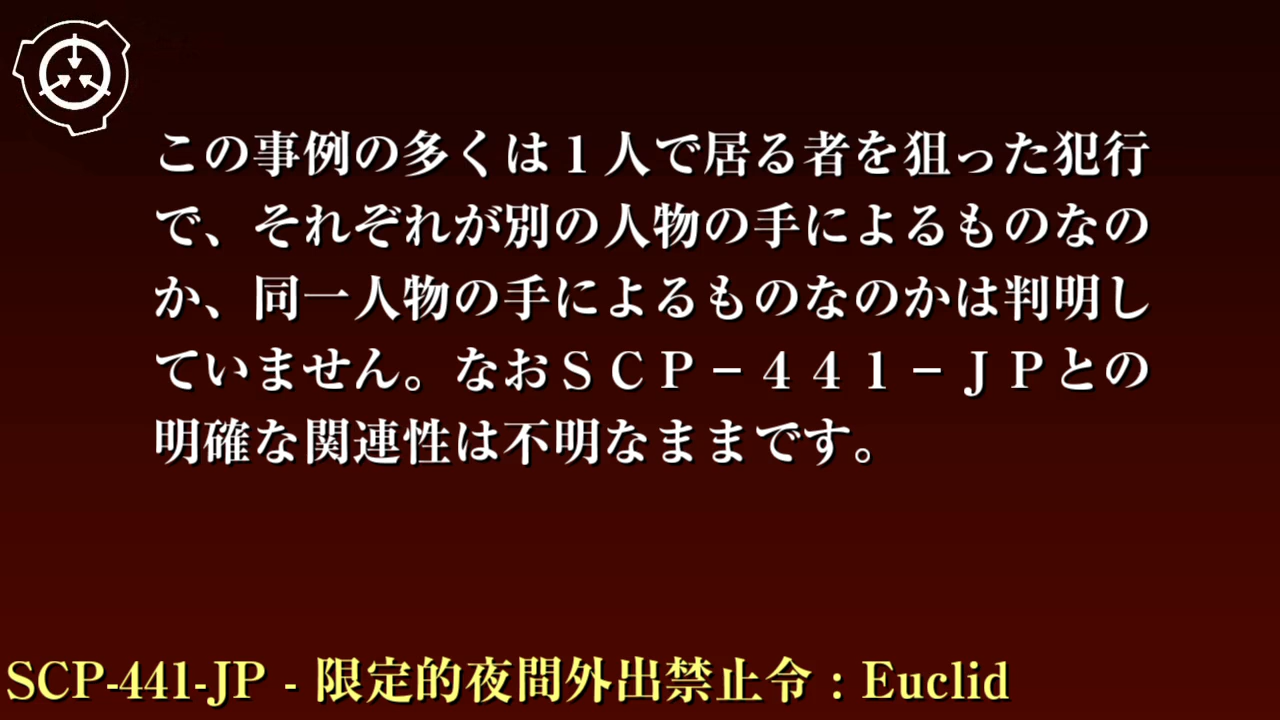 この事例の多くは１人で居る者を狙った犯行
で、それぞれが別の人物の手によるものなの
か、同一人物の手によるものなのかは判明し
ていません。なおＳＣＰ－４４１－ＪＰとの
明確な関連性は不明なままです。
SCP-441-JP - 限定的夜間外出禁止令 : Euclid